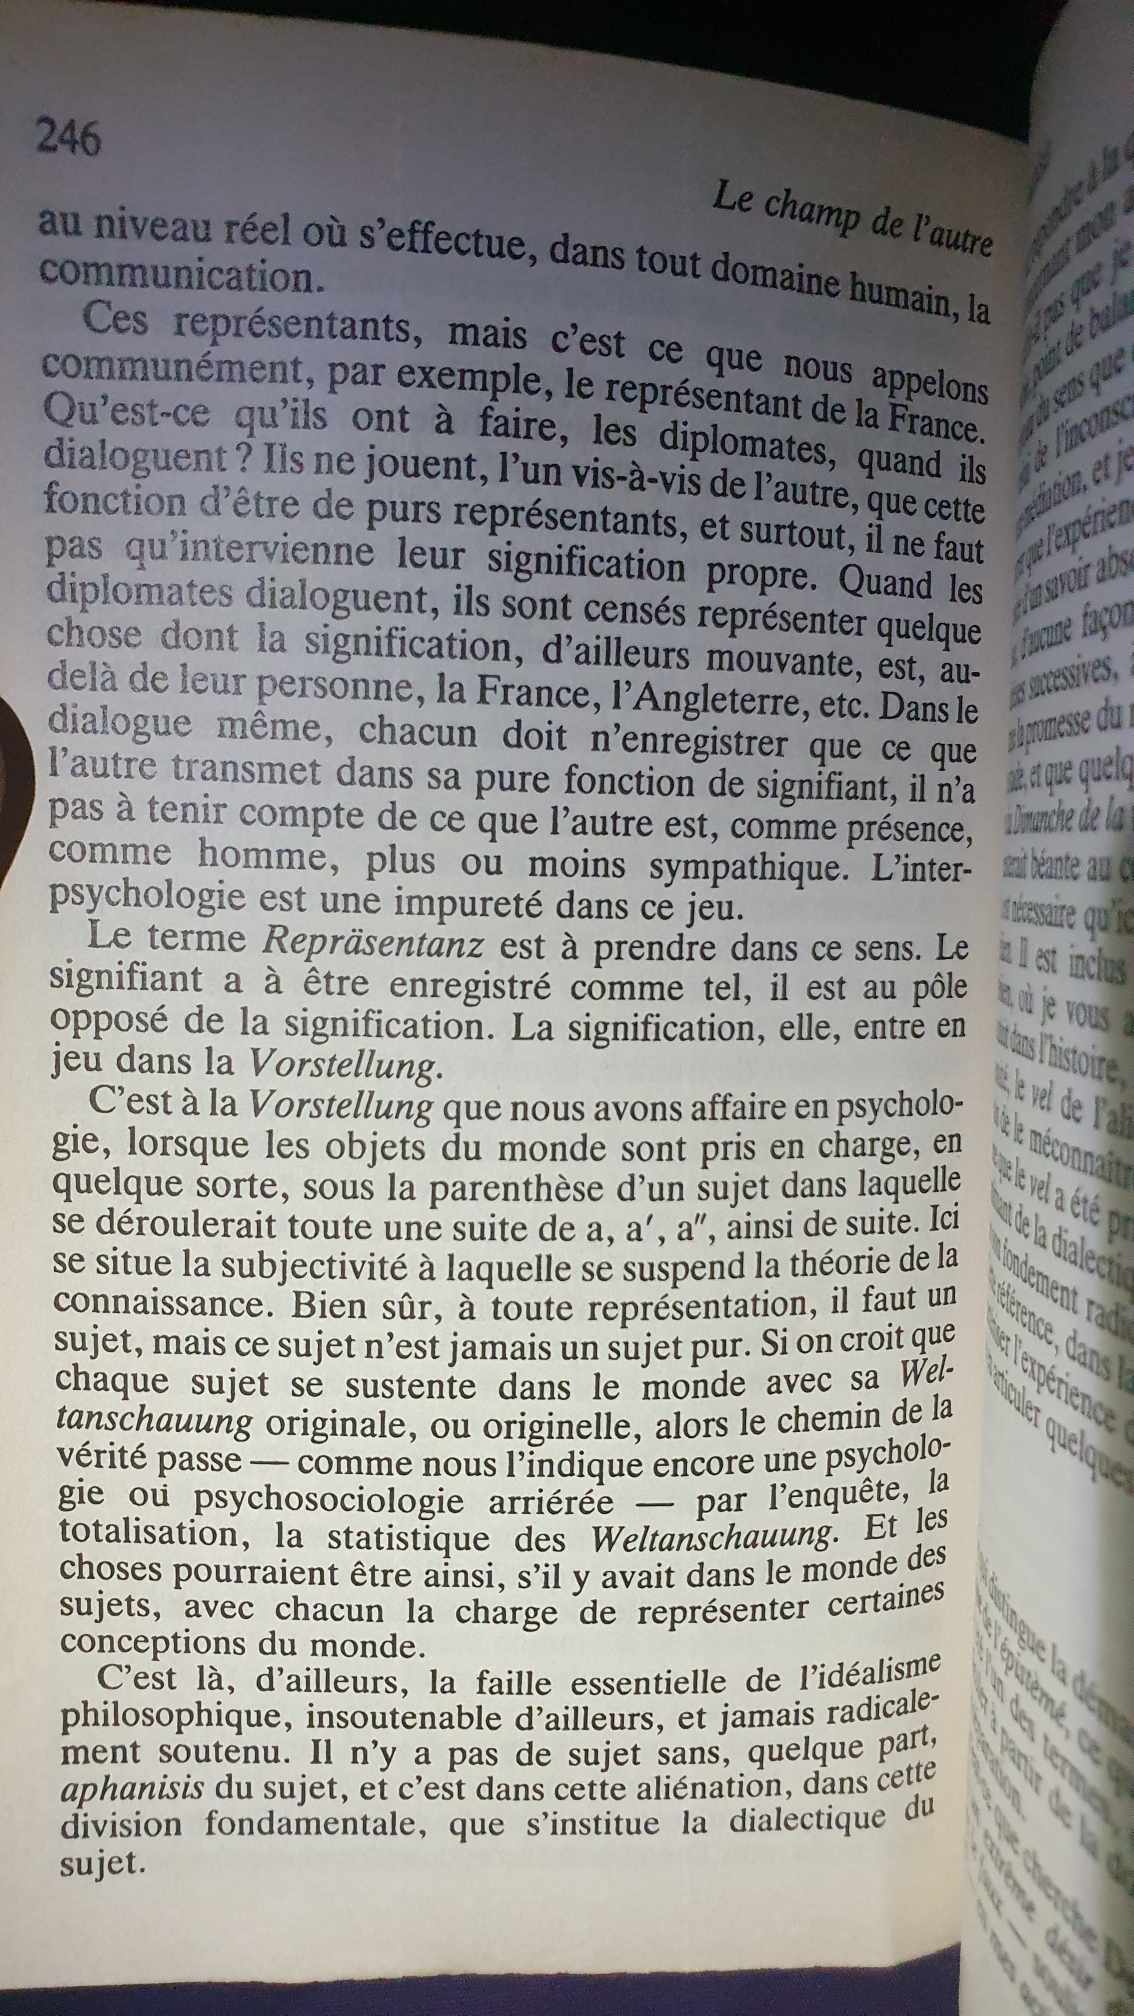 246
Le champ de l'autre
au niveau réel où s'effectue, dans tout domaine humain, la
communication.
Ces représentants, mais c'est ce que nous appelons
communément, par exemple, le représentant de la France.
Qu'est-ce qu'ils ont à faire, les diplomates, quand ils
dialoguent ? Ils ne jouent, l'un vis-à-vis de l'autre, que cette
fonction d'être de purs représentants, et surtout, il ne faut
pas qu'intervienne leur signification propre. Quand les
diplomates dialoguent, ils sont censés représenter quelque
chose dont la signification, d'ailleurs mouvante, est, au-
delà de leur personne, la France, l'Angleterre, etc. Dans le
dialogue même, chacun doit n'enregistrer que ce que
l'autre transmet dans sa pure fonction de signifiant, il n'a
pas à tenir compte de ce que l'autre est, comme présence,
comme homme, plus ou moins sympathique. L'inter-
psychologie est une impureté dans ce jeu.
Le terme Repräsentanz est à prendre dans ce sens. Le
signifiant a à être enregistré comme tel, il est au pôle
opposé de la signification. La signification, elle, entre en
jeu dans la Vorstellung.
C'est à la Vorstellung que nous avons affaire en psycholo-
gie, lorsque les objets du monde sont pris en charge, en
quelque sorte, sous la parenthèse d'un sujet dans laquelle
se déroulerait toute une suite de a, a′, a″, ainsi de suite. Ici
se situe la subjectivité à laquelle se suspend la théorie de la
connaissance. Bien sûr, à toute représentation, il faut un
sujet, mais ce sujet n'est jamais un sujet pur. Si on croit que
chaque sujet se sustente dans le monde avec sa Wel-
tanschauung originale, ou originelle, alors le chemin de la
vérité passe — comme nous l'indique encore une psycholo-
gie ou psychosociologie arriérée — par l'enquête, la
totalisation, la statistique des Weltanschauung. Et les
choses pourraient être ainsi, s'il y avait dans le monde des
sujets, avec chacun la charge de représenter certaines
conceptions du monde.
C'est là, d'ailleurs, la faille essentielle de l'idéalisme
philosophique, insoutenable d'ailleurs, et jamais radicale-
ment soutenu. Il n'y a pas de sujet sans, quelque part,
aphanisis du sujet, et c'est dans cette aliénation, dans cette
division fondamentale, que s'institue la dialectique du
sujet.